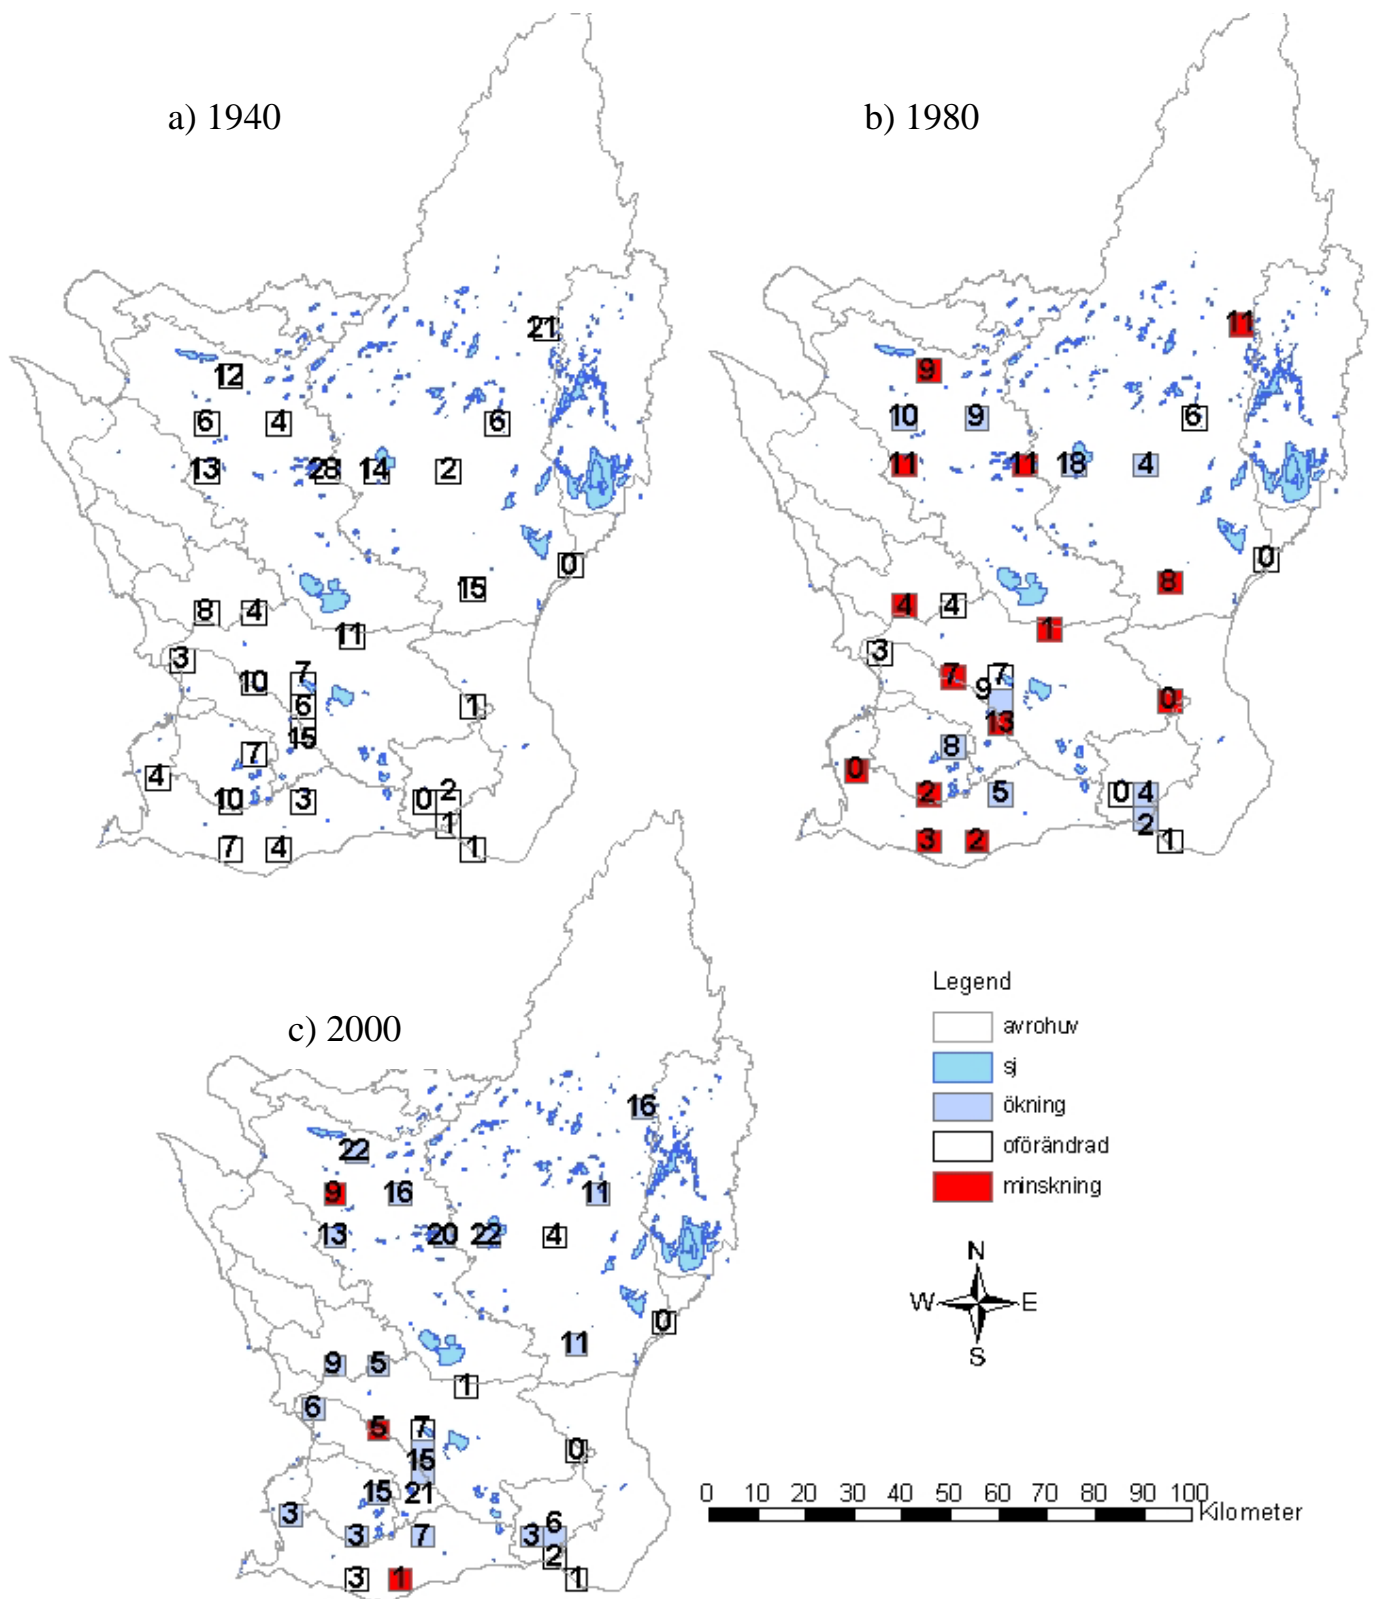 a) 1940
b) 1980
21
12
6 4 6
13 28 14 2
0
15
8 4
11
3
10 7
6 1
15
7
4
10 3 0 2
1
7 4 1
11
9
10 9 6
11 11 18 4
0
8
4 4
1
3
7 7
9 0
13
8
0
2 5 0 4
2
3 2 1
c) 2000
16
22
9 16 11
13 20 22 4
0
11
9 5
1
6
5 7
15 0
15 21
3
3 7 3 6
2
3 1 1
Legend
avrohuv
sj
ökning
oförändrad
minskning
N
W E
S
0 10 20 30 40 50 60 70 80 90 100
Kilometer